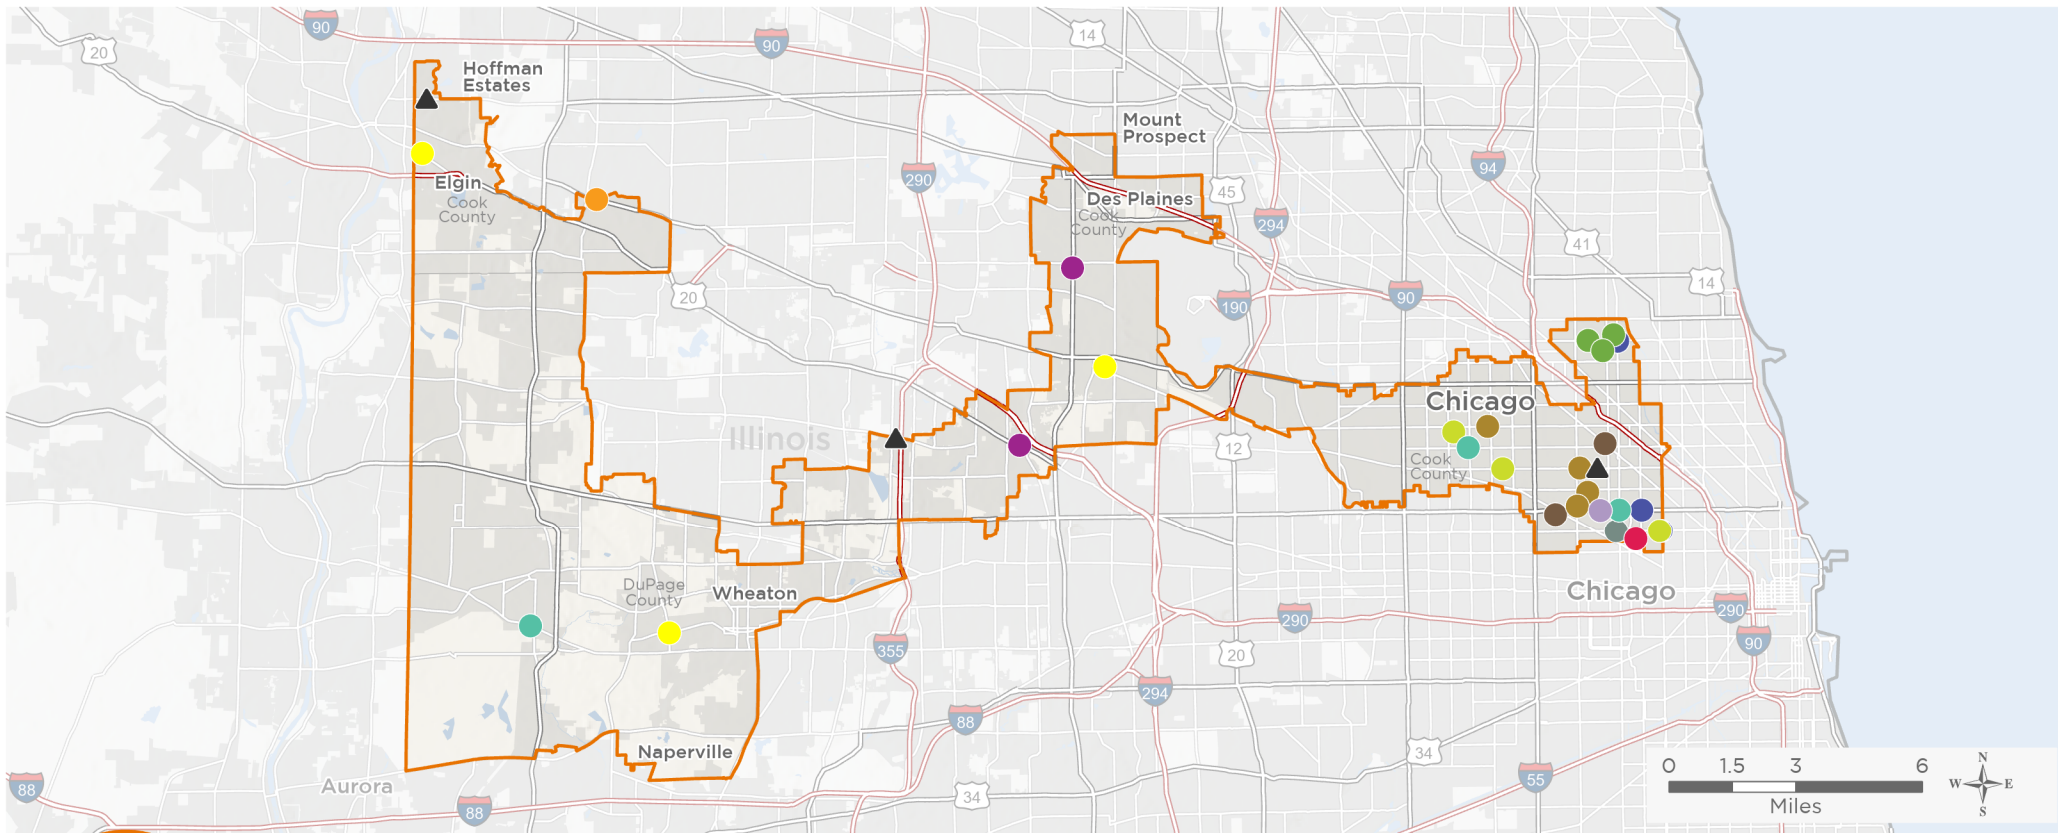 90
20
90
14
Hoffman
Estates
Mount
Prospect
94
290
Elgin
45
Des Plaines
Cook
County
Cook
County
294
41
14
20
90
190
Chicago
Illinois
12
Cook
County
DuPage
County
Wheaton
Chicago
290
290
90
355
20
294
88
Naperville
34
Aurora
88
88
34
55
0 1.5 3 6
Miles
N
W E
S